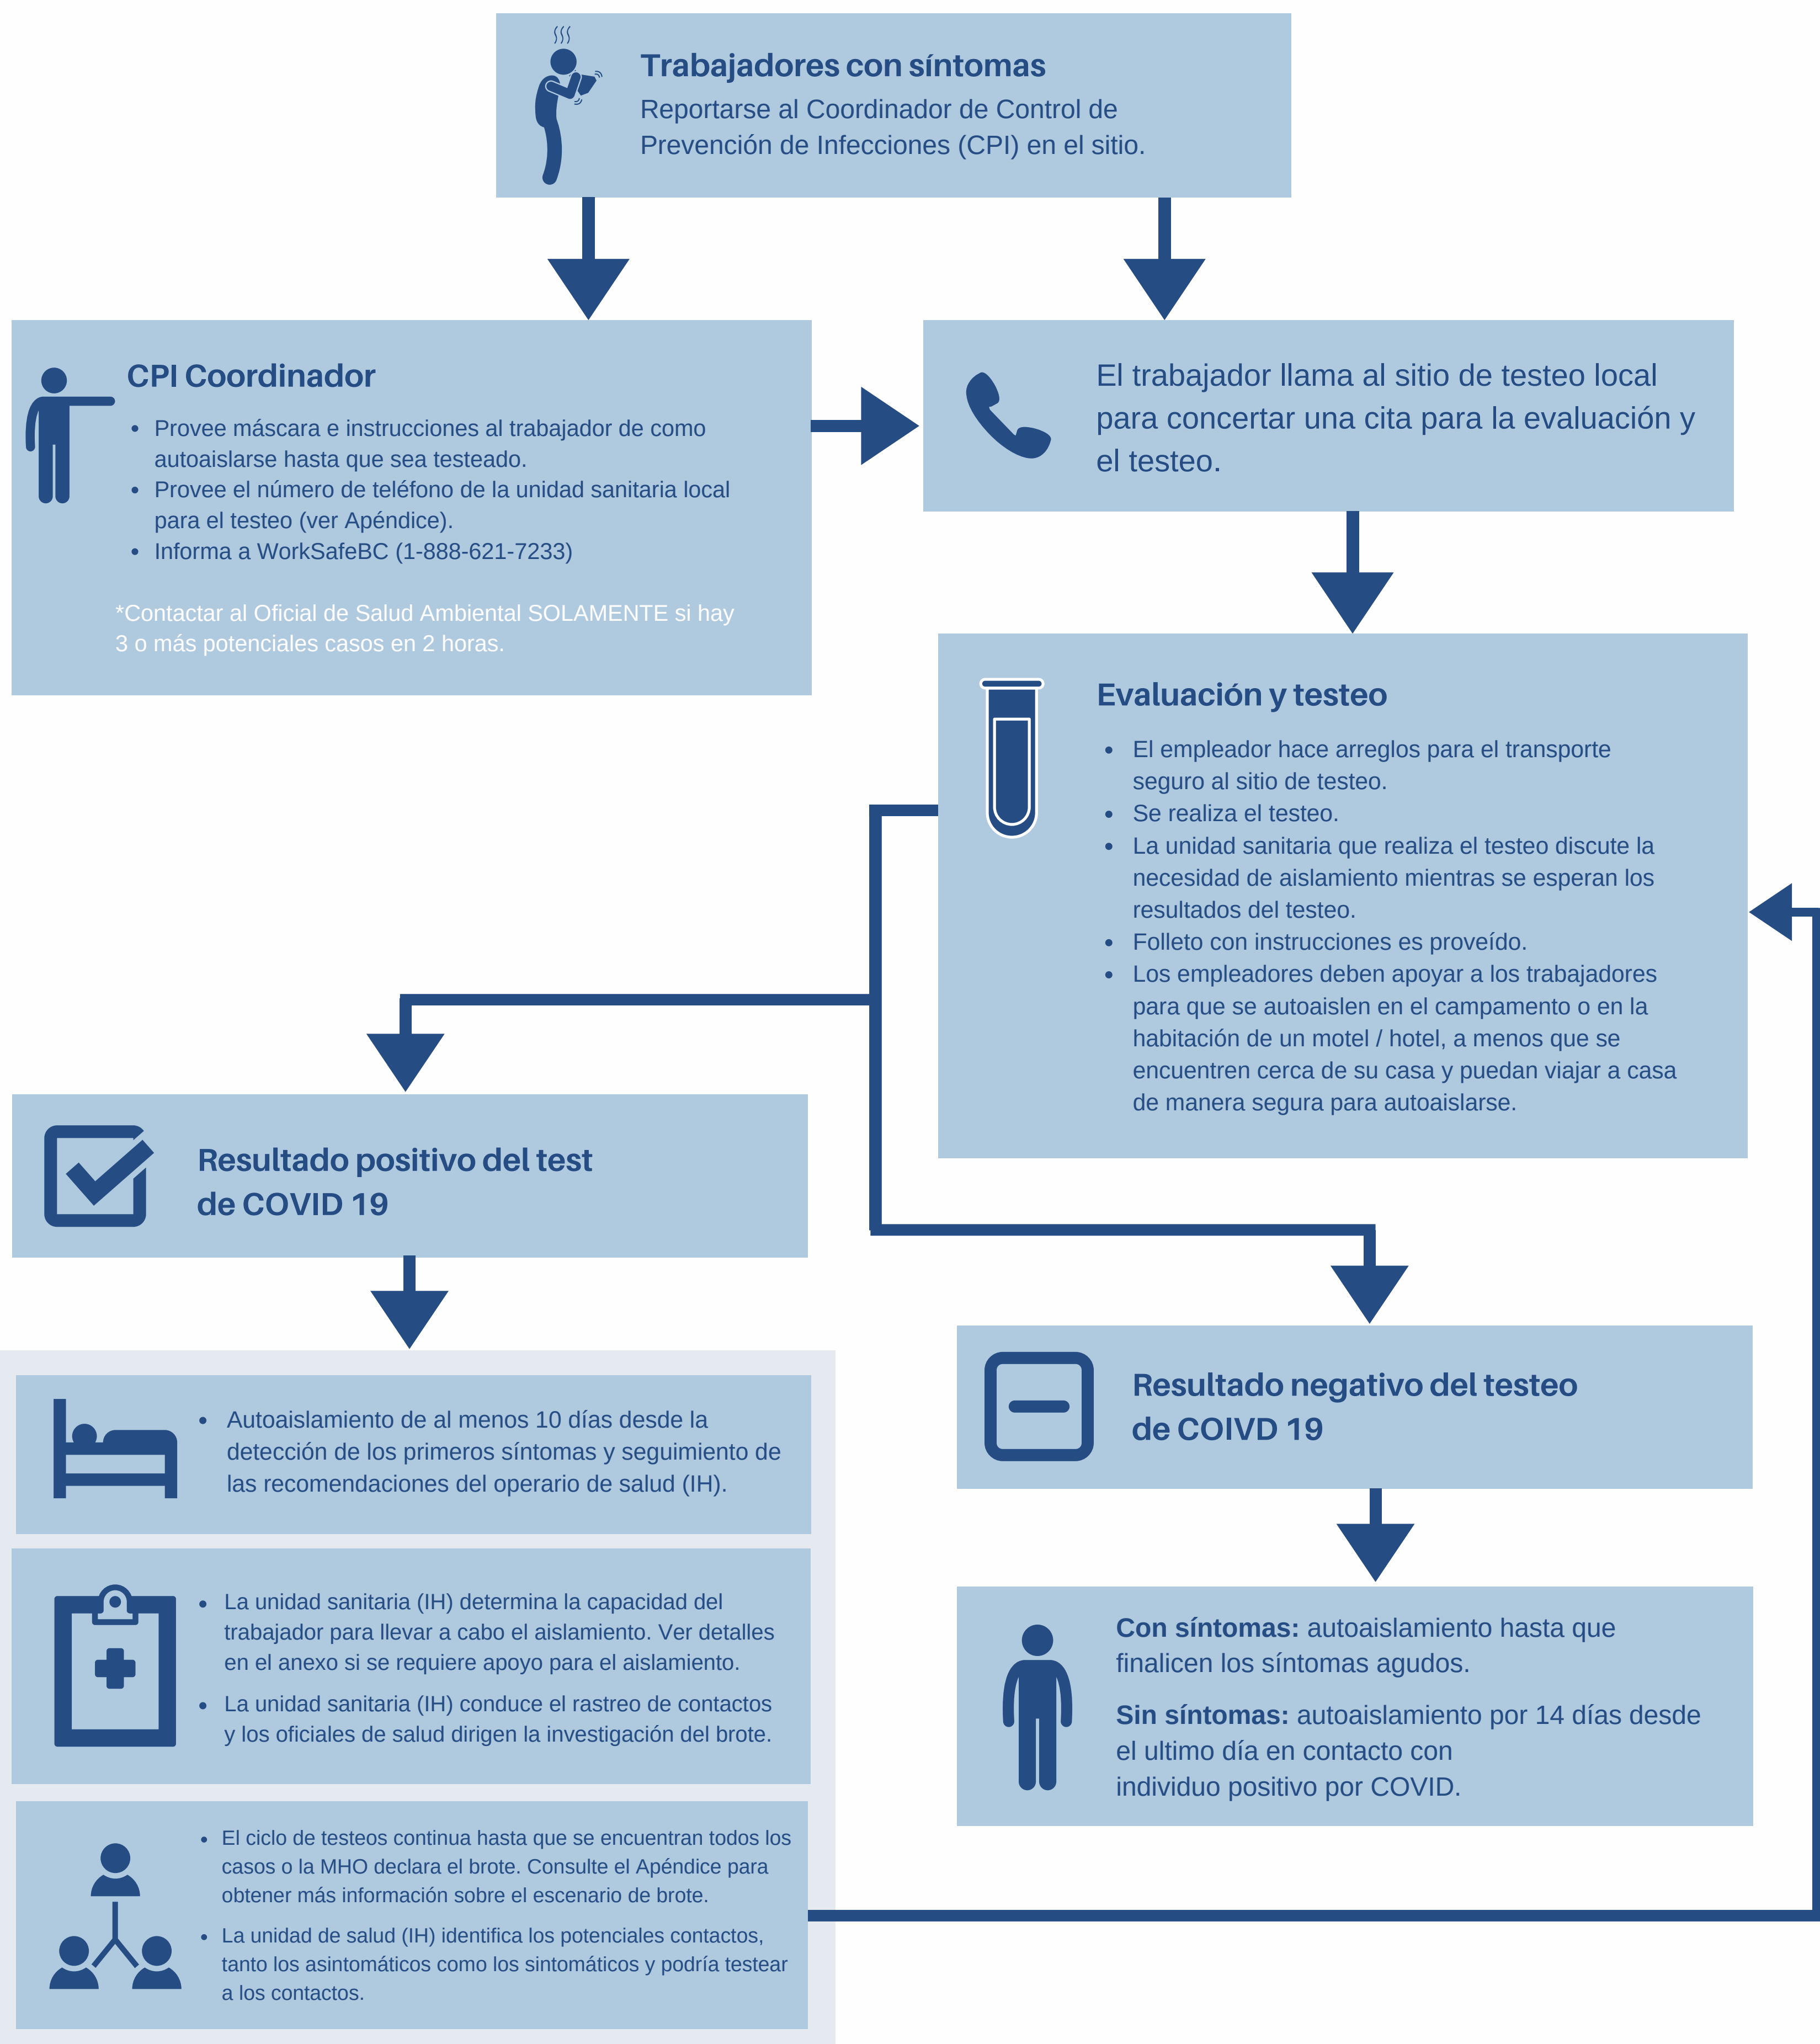 Trabajadores con síntomas
Reportarse al Coordinador de Control de
Prevención de Infecciones (CPI) en el sitio.
CPI Coordinador
• Provee máscara e instrucciones al trabajador de como
autoaislarse hasta que sea testeado.
• Provee el número de teléfono de la unidad sanitaria local
para el testeo (ver Apéndice).
• Informa a WorkSafeBC (1-888-621-7233)
*Contactar al Oficial de Salud Ambiental SOLAMENTE si hay
3 o más potenciales casos en 2 horas.
El trabajador llama al sitio de testeo local
para concertar una cita para la evaluación y
el testeo.
Evaluación y testeo
• El empleador hace arreglos para el transporte
seguro al sitio de testeo.
• Se realiza el testeo.
• La unidad sanitaria que realiza el testeo discute la
necesidad de aislamiento mientras se esperan los
resultados del testeo.
• Folleto con instrucciones es proveído.
• Los empleadores deben apoyar a los trabajadores
para que se autoaislen en el campamento o en la
habitación de un motel / hotel, a menos que se
encuentren cerca de su casa y puedan viajar a casa
de manera segura para autoaislarse.
Resultado positivo del test
de COVID 19
• Autoaislamiento de al menos 10 días desde la
detección de los primeros síntomas y seguimiento de
las recomendaciones del operario de salud (IH).
• La unidad sanitaria (IH) determina la capacidad del
trabajador para llevar a cabo el aislamiento. Ver detalles
en el anexo si se requiere apoyo para el aislamiento.
• La unidad sanitaria (IH) conduce el rastreo de contactos
y los oficiales de salud dirigen la investigación del brote.
• El ciclo de testeos continua hasta que se encuentran todos los
casos o la MHO declara el brote. Consulte el Apéndice para
obtener más información sobre el escenario de brote.
• La unidad de salud (IH) identifica los potenciales contactos,
tanto los asintomáticos como los sintomáticos y podría testear
a los contactos.
Resultado negativo del testeo
de COIVD 19
Con síntomas: autoaislamiento hasta que
finalicen los síntomas agudos.
Sin síntomas: autoaislamiento por 14 días desde
el ultimo día en contacto con
individuo positivo por COVID.